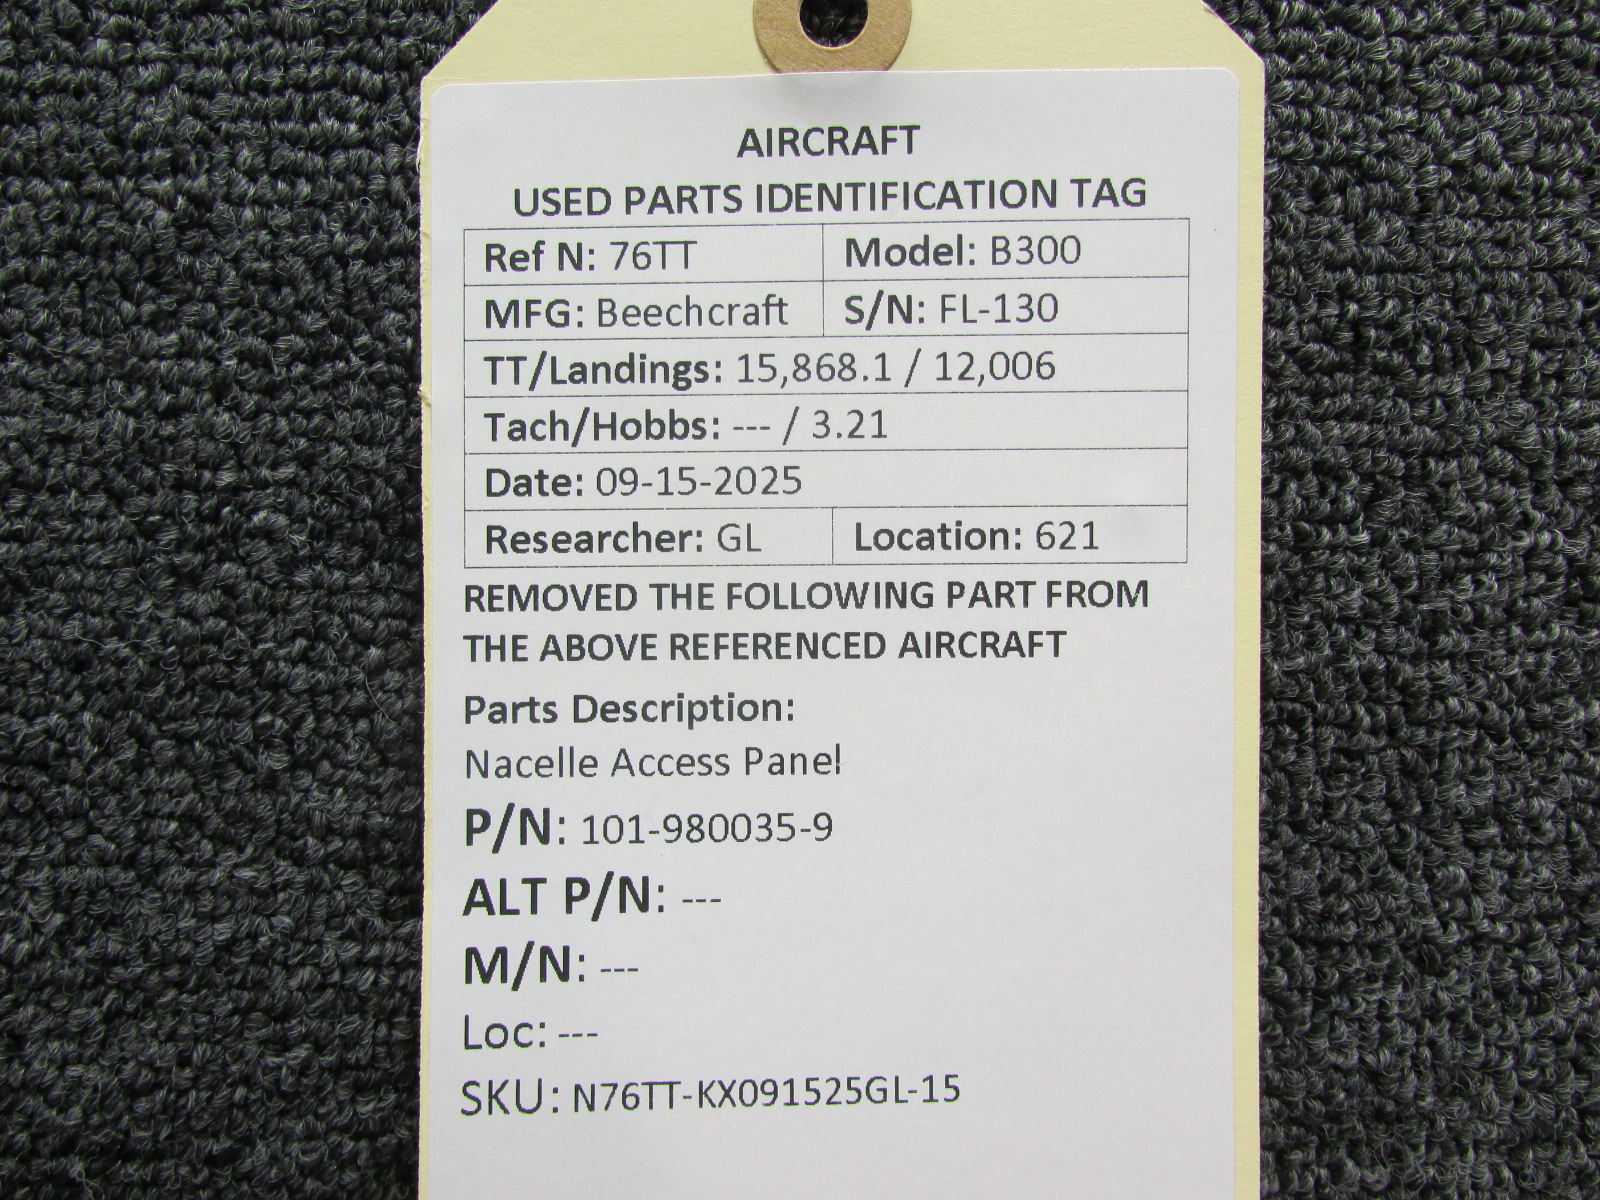 AIRCRAFT
USED PARTS IDENTIFICATION TAG
Ref N: 76TT Model: B300
MFG: Beechcraft S/N: FL-130
TT/Landings: 15,868.1 / 12,006
Tach/Hobbs: --- / 3.21
Date: 09-15-2025
Researcher: GL Location: 621
REMOVED THE FOLLOWING PART FROM
THE ABOVE REFERENCED AIRCRAFT
Parts Description:
Nacelle Access Panel
P/N: 101-980035-9
ALT P/N: ---
M/N: ---
Loc: ---
SKU: N76TT-KX091525GL-15